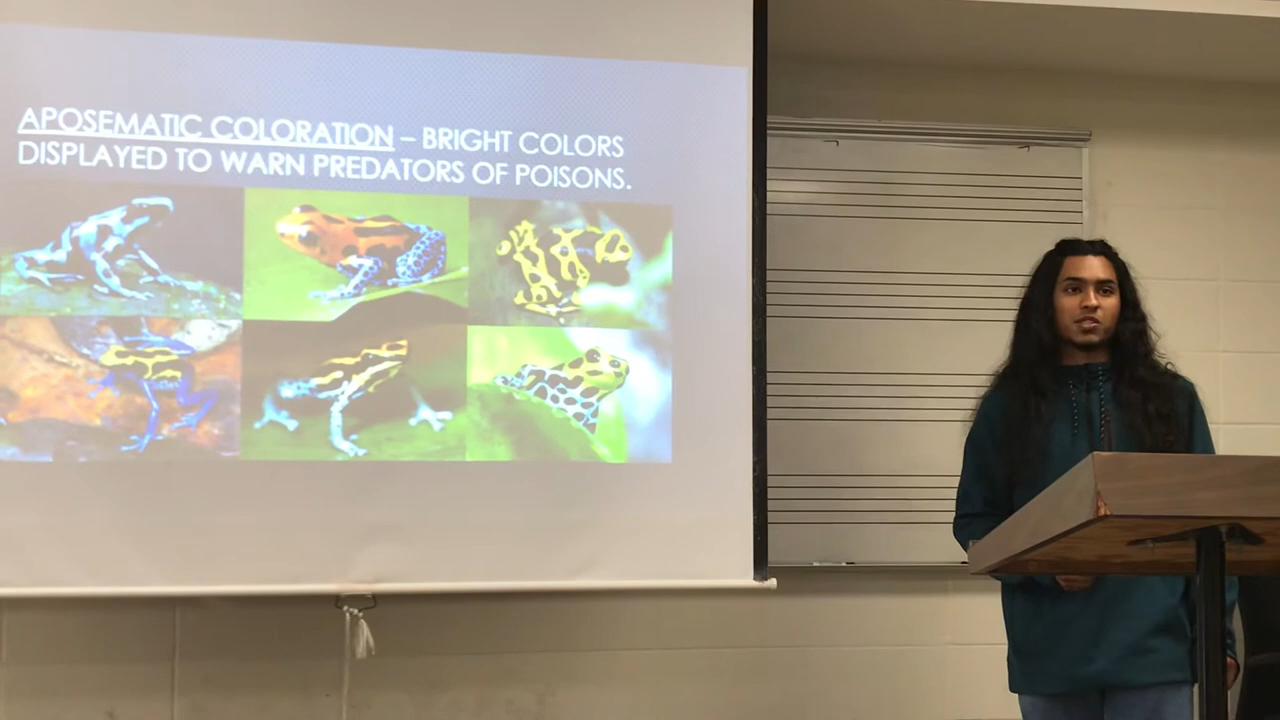 APOSEMATIC COLORATION – BRIGHT COLORS
DISPLAYED TO WARN PREDATORS OF POISONS.